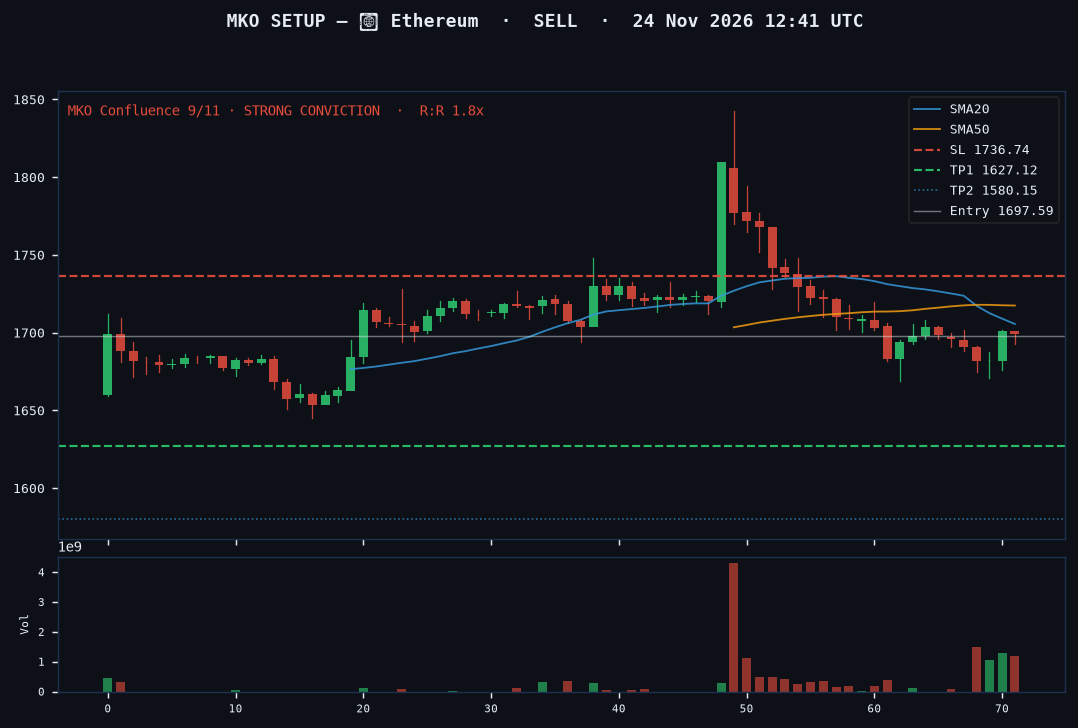 MKO SETUP — Ethereum · SELL · 24 Nov 2026 12:41 UTC
MKO Confluence 9/11 · STRONG CONVICTION · R:R 1.8x
SMA20
SMA50
SL 1736.74
TP1 1627.12
TP2 1580.15
Entry 1697.59
1850
1800
1750
1700
1650
1600
1e9
4
3
2
1
0
Vol
0 10 20 30 40 50 60 70